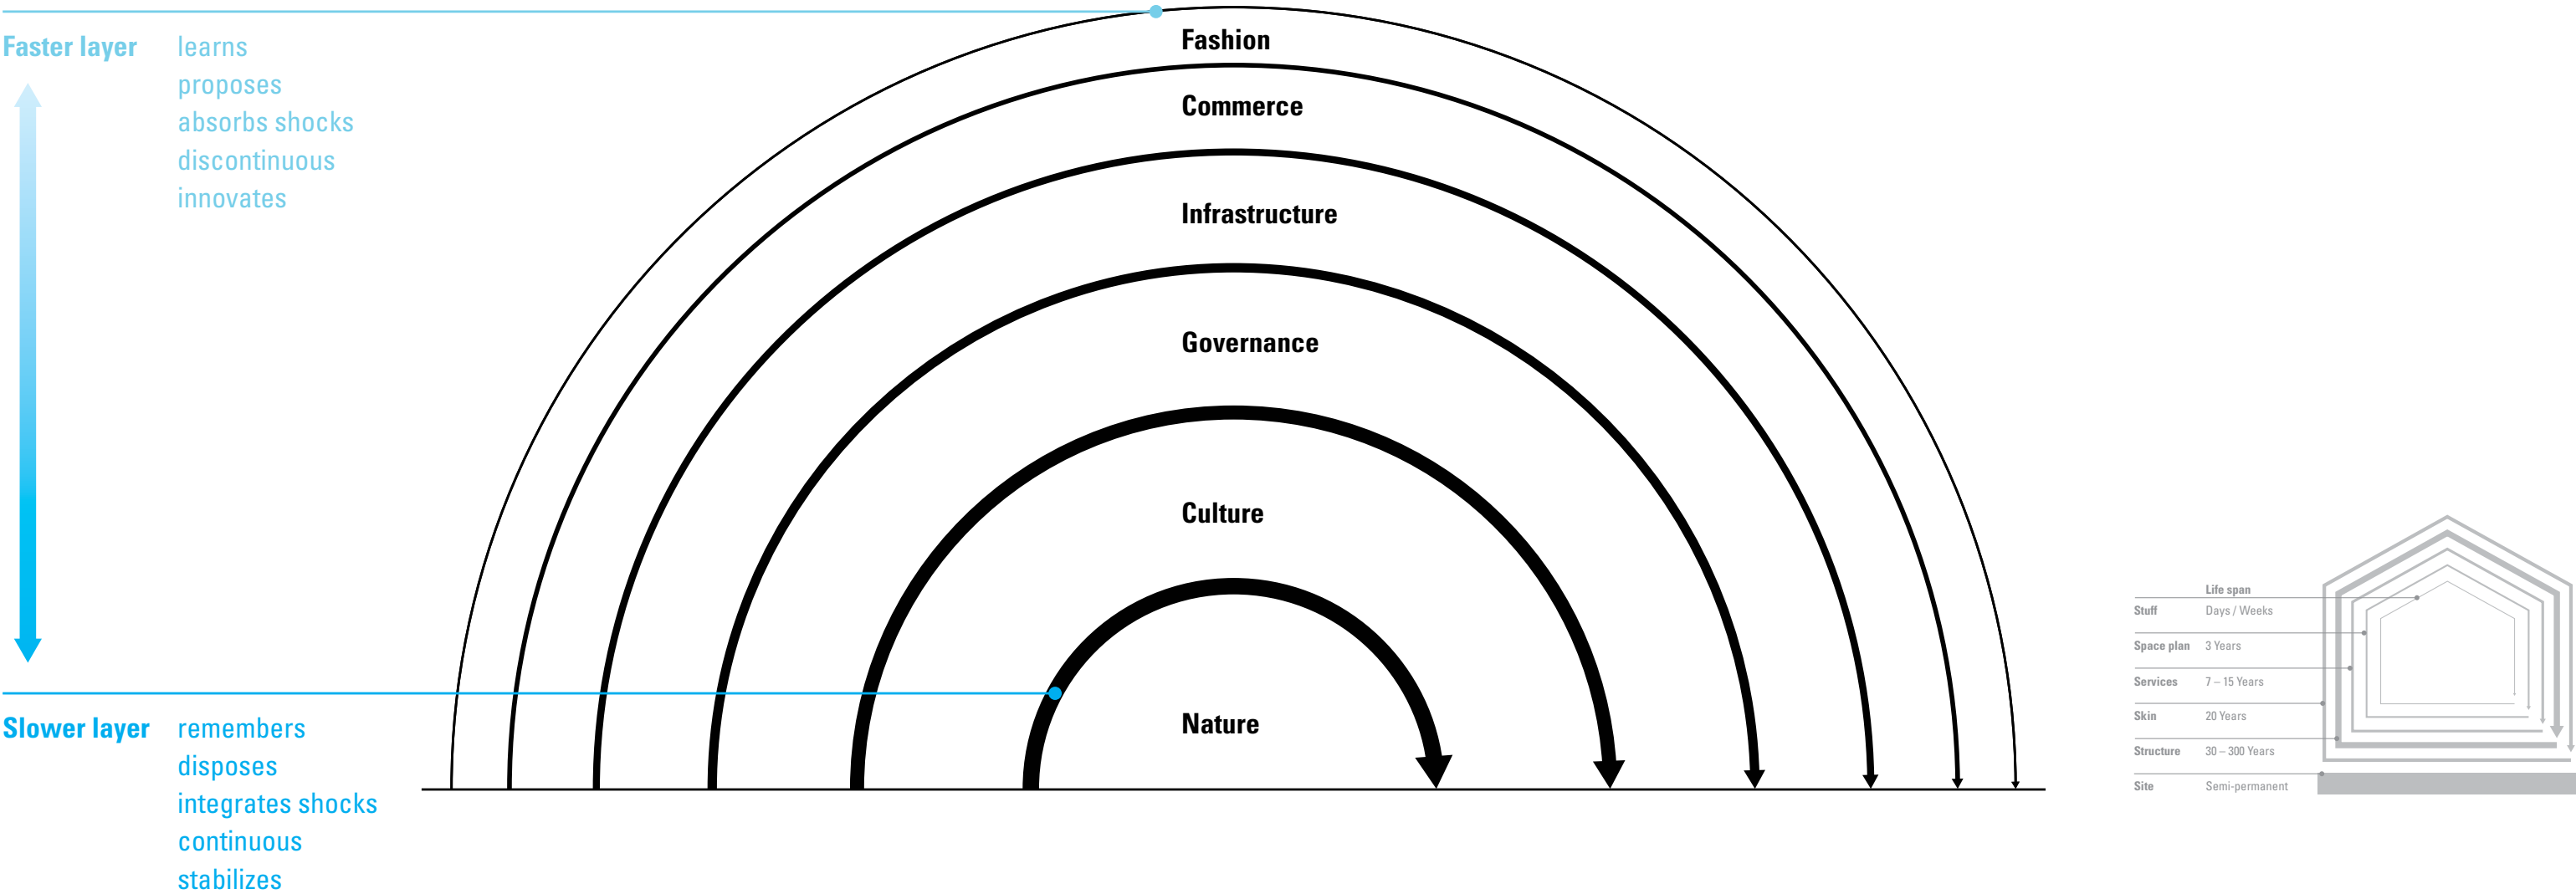 Faster layer
learns
proposes
absorbs shocks
discontinuous
innovates
Slower layer
remembers
disposes
integrates shocks
continuous
stabilizes
Fashion
Commerce
Infrastructure
Governance
Culture
Nature
Life span
Stuff Days / Weeks
Space plan 3 Years
Services 7 – 15 Years
Skin 20 Years
Structure 30 – 300 Years
Site Semi-permanent